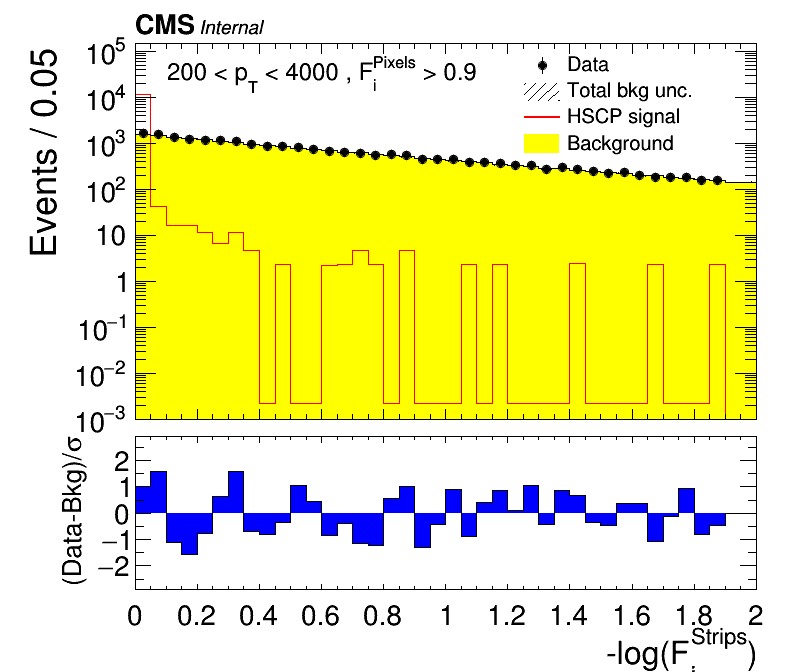 CMS Internal
200 < p_T < 4000 , F_i^Pixels > 0.9
Data
Total bkg unc.
HSCP signal
Background
Events / 0.05
10^5
10^4
10^3
10^2
10
1
10^−1
10^−2
10^−3
(Data-Bkg)/σ
2
1
0
−1
−2
0 0.2 0.4 0.6 0.8 1 1.2 1.4 1.6 1.8 2
-log(F_i^Strips)